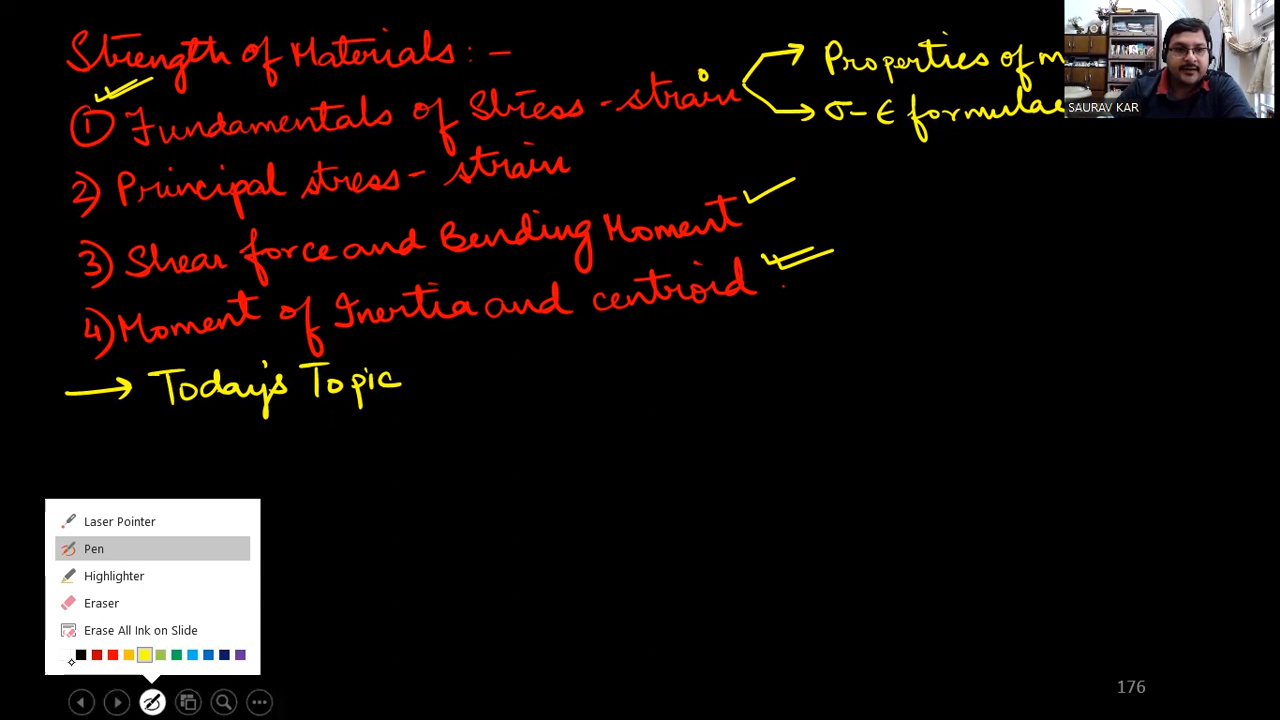 Strength of Materials :-
① Fundamentals of Stress - strain
Properties of m
σ-ε formulae
2) Principal stress - strain
3) Shear force and Bending Moment
4) Moment of Inertia and centroid
→ Today's Topic
SAURAV KAR
Laser Pointer
Pen
Highlighter
Eraser
Erase All Ink on Slide
176